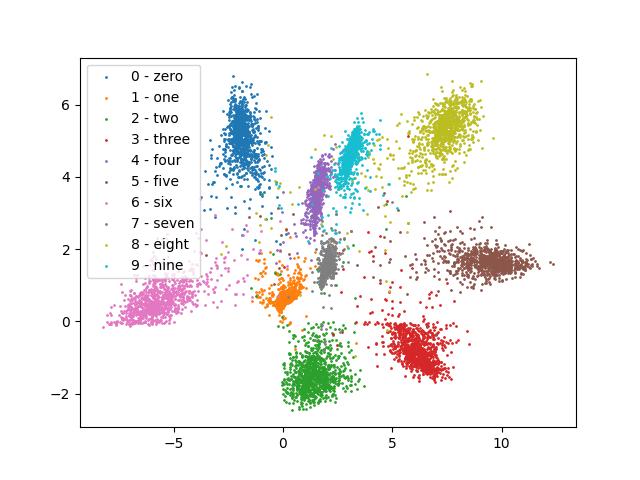 0 - zero
1 - one
2 - two
3 - three
4 - four
5 - five
6 - six
7 - seven
8 - eight
9 - nine
6
4
2
0
−2
−5
0
5
10